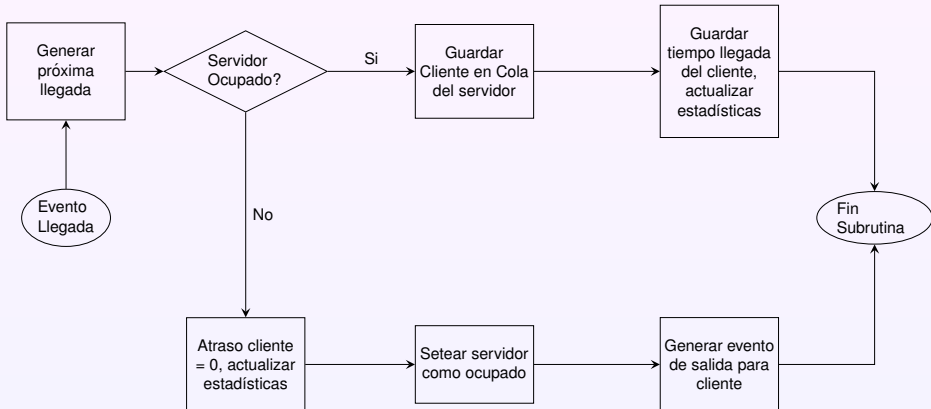 Generar
próxima
llegada
Servidor
Ocupado?
Si
Guardar
Cliente en Cola
del servidor
Guardar
tiempo llegada
del cliente,
actualizar
estadísticas
Evento
Llegada
No
Fin
Subrutina
Atraso cliente
= 0, actualizar
estadísticas
Setear servidor
como ocupado
Generar evento
de salida para
cliente